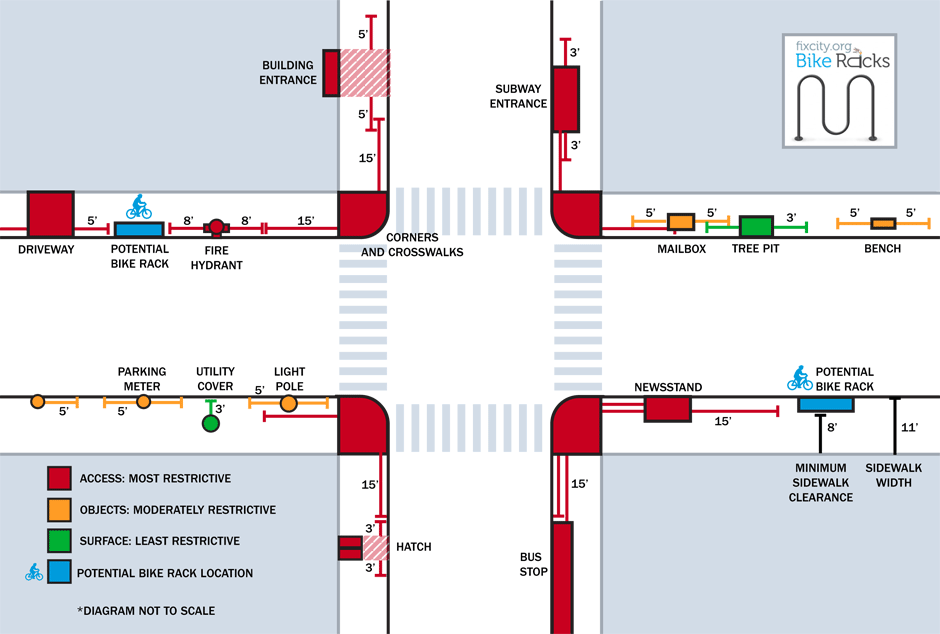 fixcity.org
Bike Racks
5'
BUILDING
ENTRANCE
5'
15'
3'
SUBWAY
ENTRANCE
3'
5'
8'
8'
15'
DRIVEWAY
POTENTIAL
BIKE RACK
FIRE
HYDRANT
CORNERS
AND CROSSWALKS
5'
5'
3'
5'
5'
MAILBOX
TREE PIT
BENCH
PARKING
METER
UTILITY
COVER
LIGHT
POLE
5'
5'
3'
5'
NEWSSTAND
15'
POTENTIAL
BIKE RACK
8'
11'
MINIMUM
SIDEWALK
CLEARANCE
SIDEWALK
WIDTH
15'
3'
HATCH
3'
15'
BUS
STOP
ACCESS: MOST RESTRICTIVE
OBJECTS: MODERATELY RESTRICTIVE
SURFACE: LEAST RESTRICTIVE
POTENTIAL BIKE RACK LOCATION
*DIAGRAM NOT TO SCALE